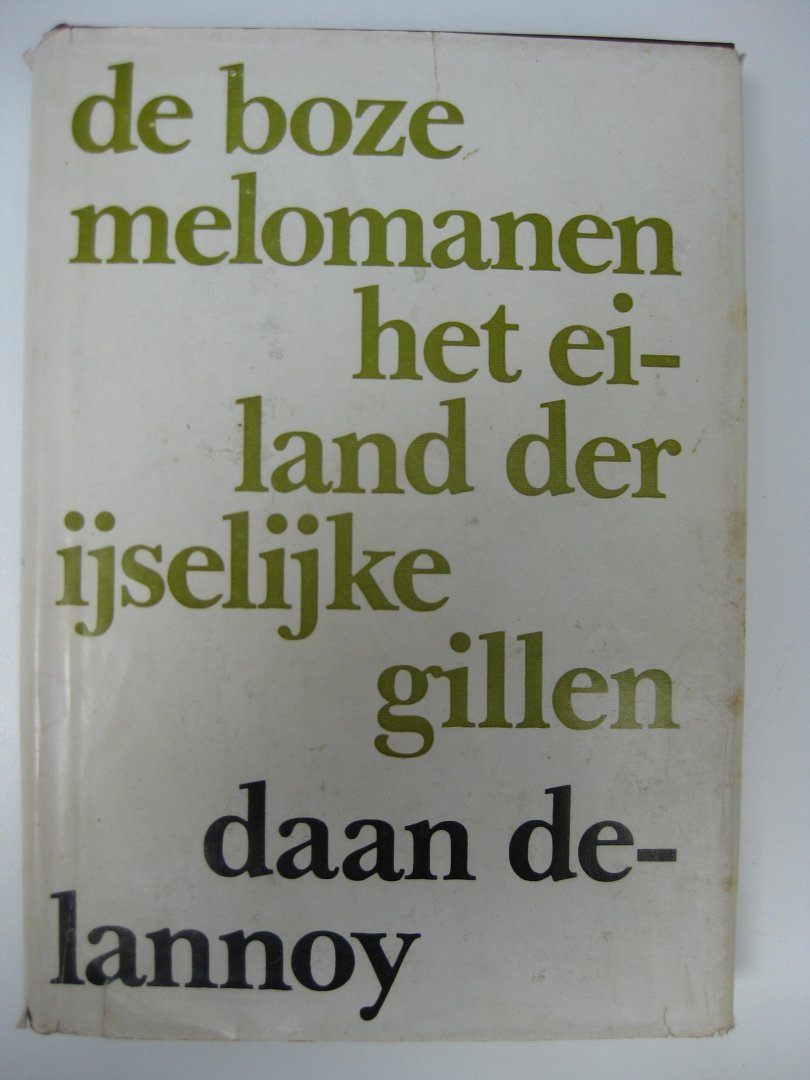 de boze
melomanen
het ei-
land der
ijselijke
gillen
daan de-
lannoy